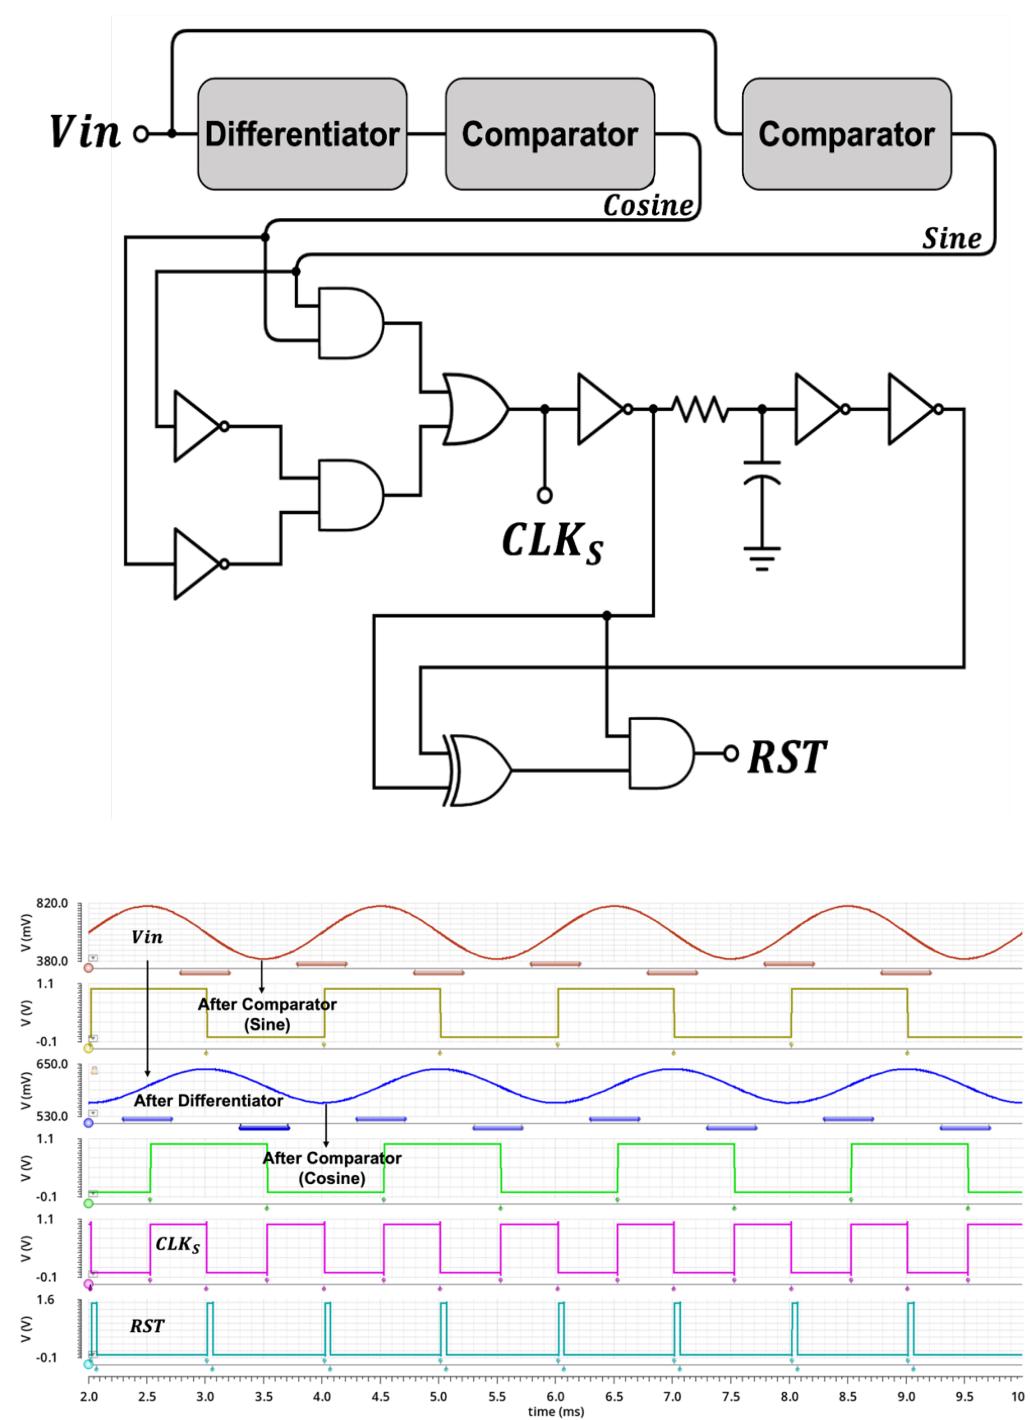 Vin
Differentiator
Comparator
Comparator
Cosine
Sine
CLK_S
RST
820.0
V (mV)
380.0
Vin
1.1
V (V)
-0.1
After Comparator
(Sine)
650.0
V (mV)
530.0
After Differentiator
1.1
V (V)
-0.1
After Comparator
(Cosine)
1.1
V (V)
-0.1
CLK_S
1.6
V (V)
-0.1
RST
2.0 2.5 3.0 3.5 4.0 4.5 5.0 5.5 6.0 6.5 7.0 7.5 8.0 8.5 9.0 9.5 10
time (ms)